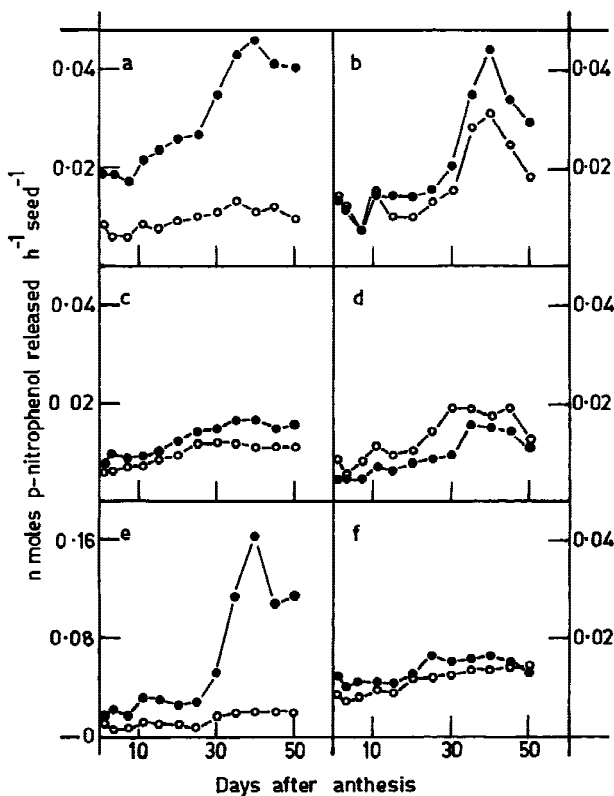 a
b
0·04
0·04
0·02
0·02
n moles p-nitrophenol released h⁻¹ seed⁻¹
c
d
0·04
0·04
0 02
0·02
e
f
0·16
0·04
0·08
0·02
0
10
30
50
10
30
50
Days after anthesis